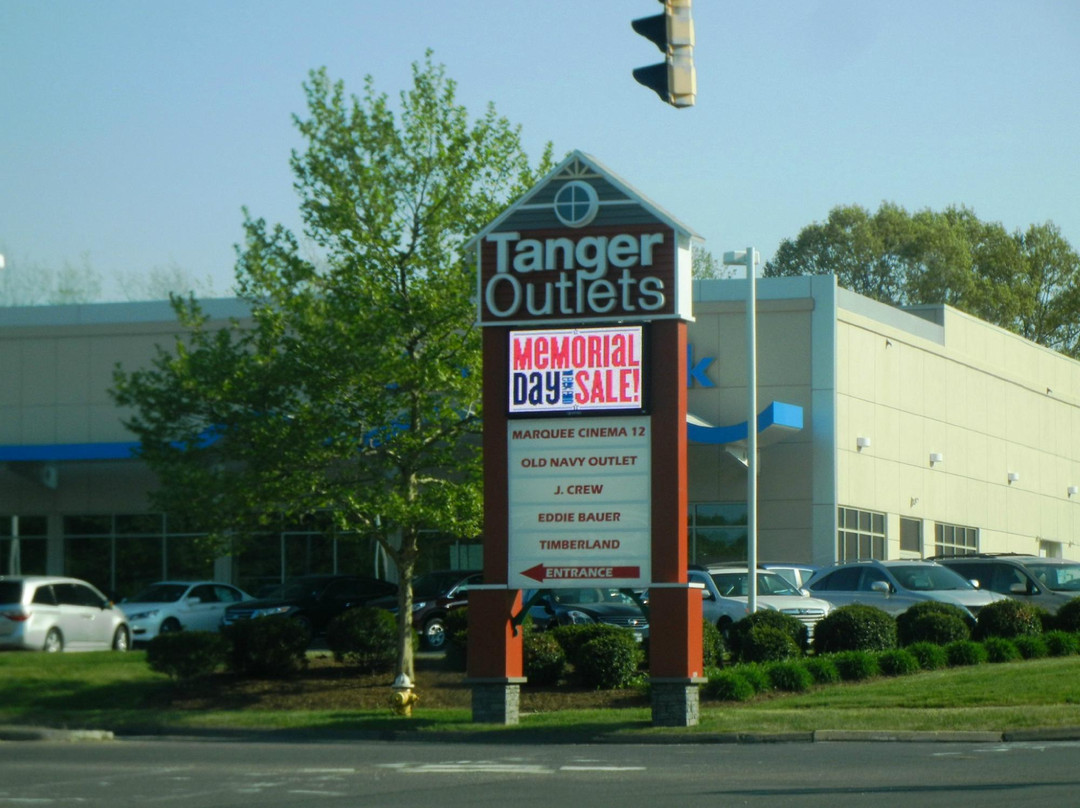 Tanger
Outlets
MEMORIAL
DAY
SALE!
MARQUEE CINEMA 12
OLD NAVY OUTLET
J. CREW
EDDIE BAUER
TIMBERLAND
ENTRANCE